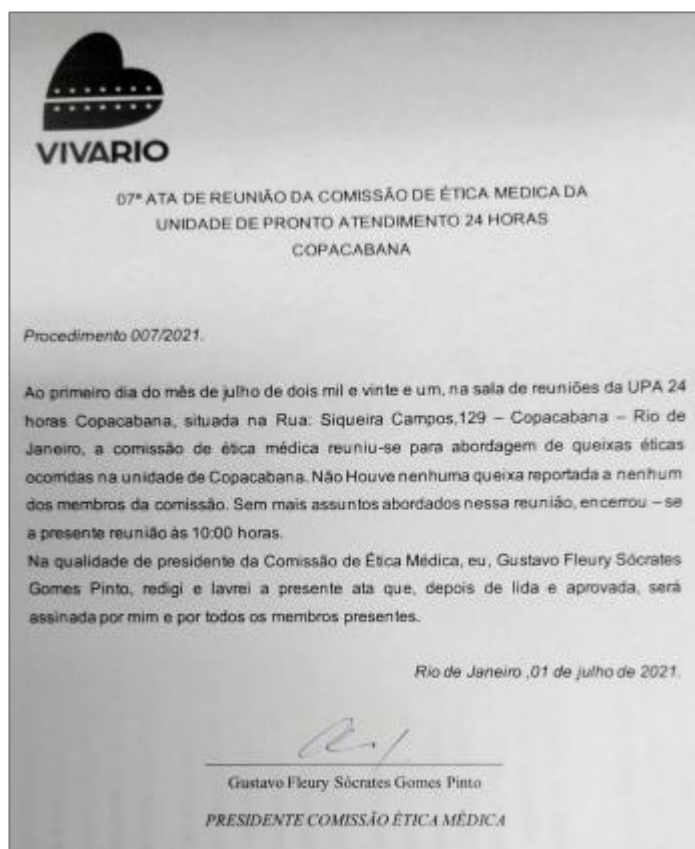 VIVARIO
07ª ATA DE REUNIÃO DA COMISSÃO DE ÉTICA MEDICA DA
UNIDADE DE PRONTO ATENDIMENTO 24 HORAS
COPACABANA
Procedimento 007/2021.
Ao primeiro dia do mês de julho de dois mil e vinte e um, na sala de reuniões da UPA 24
horas Copacabana, situada na Rua: Siqueira Campos,129 – Copacabana – Rio de
Janeiro, a comissão de ética médica reuniu-se para abordagem de queixas éticas
ocorridas na unidade de Copacabana. Não Houve nenhuma queixa reportada a nenhum
dos membros da comissão. Sem mais assuntos abordados nessa reunião, encerrou – se
a presente reunião às 10:00 horas.
Na qualidade de presidente da Comissão de Ética Médica, eu, Gustavo Fleury Sócrates
Gomes Pinto, redigi e lavrei a presente ata que, depois de lida e aprovada, será
assinada por mim e por todos os membros presentes.
Rio de Janeiro ,01 de julho de 2021.
Gustavo Fleury Sócrates Gomes Pinto
PRESIDENTE COMISSÃO ÉTICA MÉDICA